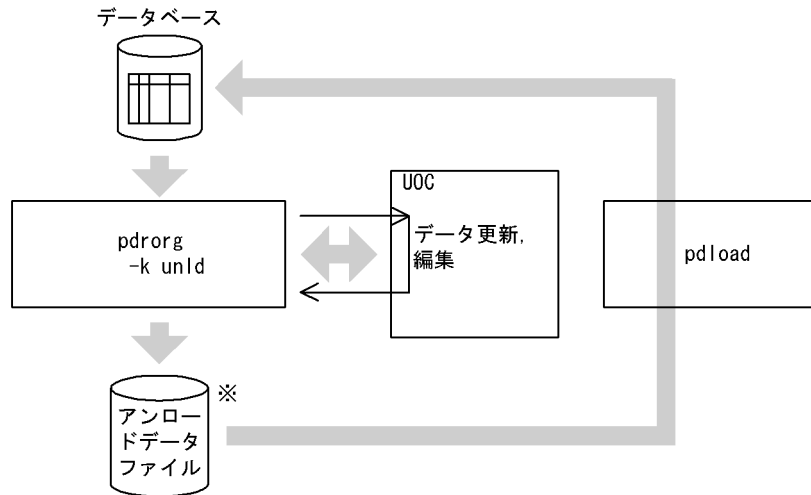 データベース
UOC
pdrorg
-k unld
データ更新,
編集
pdload
※
アンロー
ドデータ
ファイル